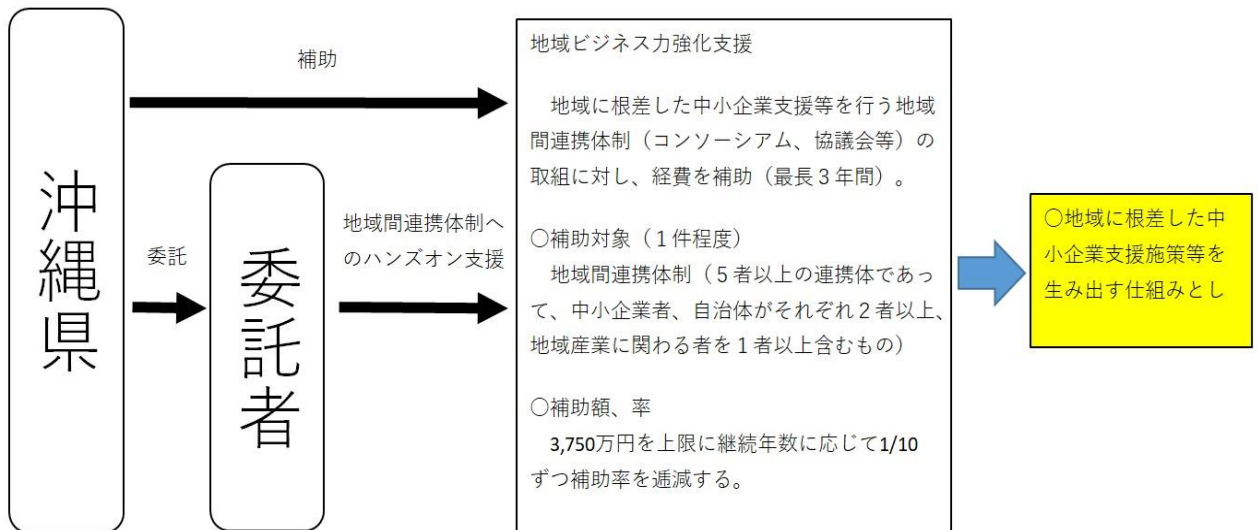 沖縄県
補助
委託
委託者
地域間連携体制へ
のハンズオン支援
地域ビジネス力強化支援
地域に根差した中小企業支援等を行う地域
間連携体制（コンソーシアム、協議会等）の
取組に対し、経費を補助（最長３年間）。
○補助対象（１件程度）
地域間連携体制（５者以上の連携体であっ
て、中小企業者、自治体がそれぞれ２者以上、
地域産業に関わる者を１者以上含むもの）
○補助額、率
3,750万円を上限に継続年数に応じて1/10
ずつ補助率を逓減する。
○地域に根差した中
小企業支援施策等を
生み出す仕組みとし